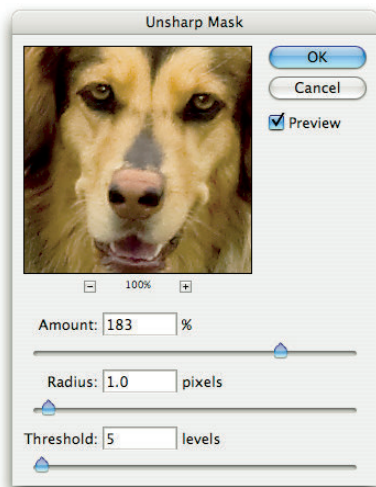 Unsharp Mask
OK
Cancel
Preview
100%
Amount: 183 %
Radius: 1.0 pixels
Threshold: 5 levels